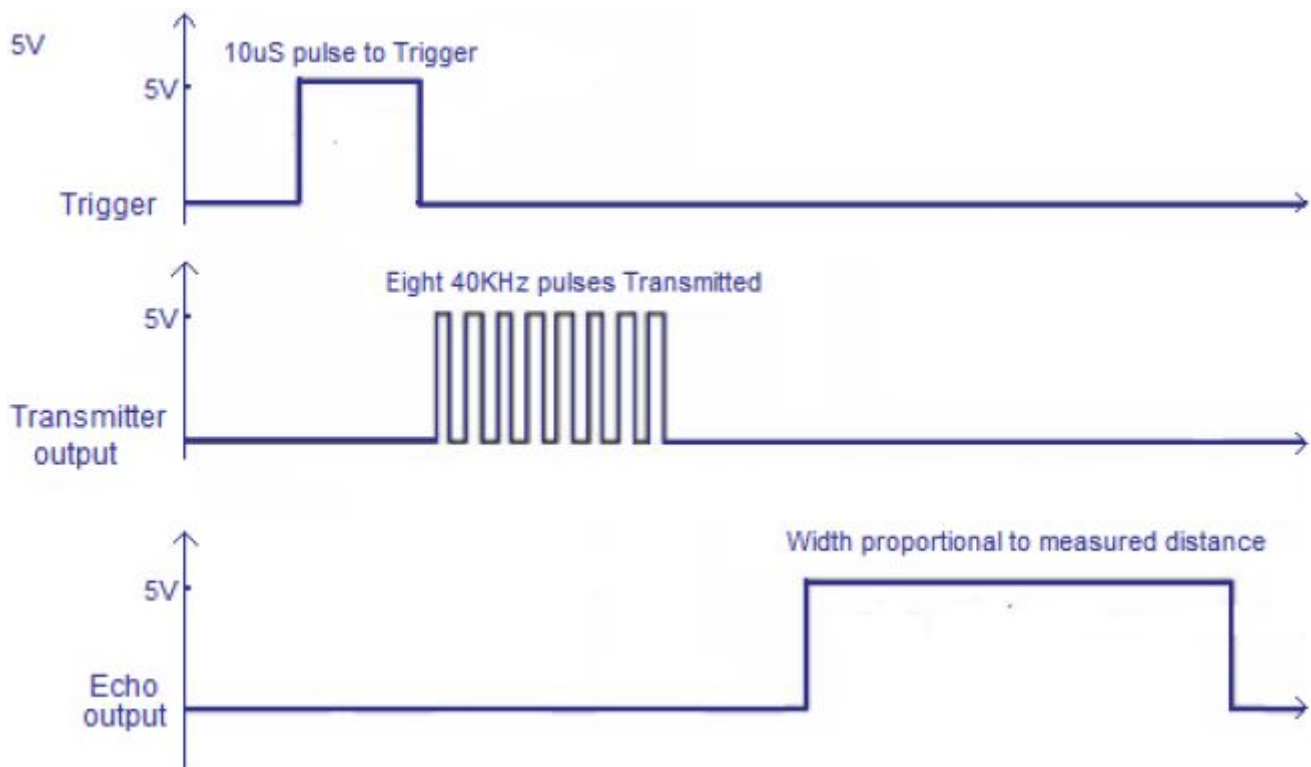 5V
10uS pulse to Trigger
5V
Trigger
Eight 40KHz pulses Transmitted
5V
Transmitter
output
Width proportional to measured distance
5V
Echo
output